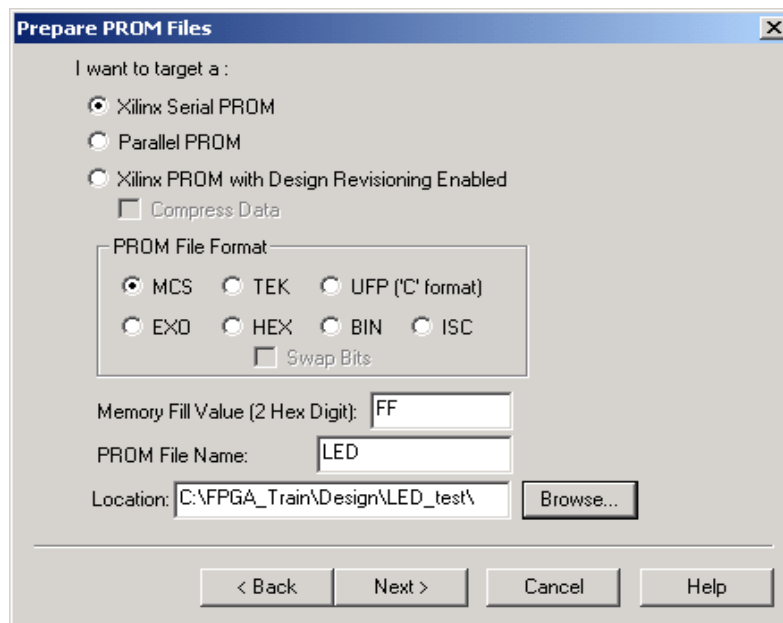 Prepare PROM Files
I want to target a :
Xilinx Serial PROM
Parallel PROM
Xilinx PROM with Design Revisioning Enabled
Compress Data
PROM File Format
MCS TEK UFP ('C' format)
EXO HEX BIN ISC
Swap Bits
Memory Fill Value (2 Hex Digit): FF
PROM File Name: LED
Location: C:\FPGA_Train\Design\LED_test\ Browse...
< Back Next > Cancel Help